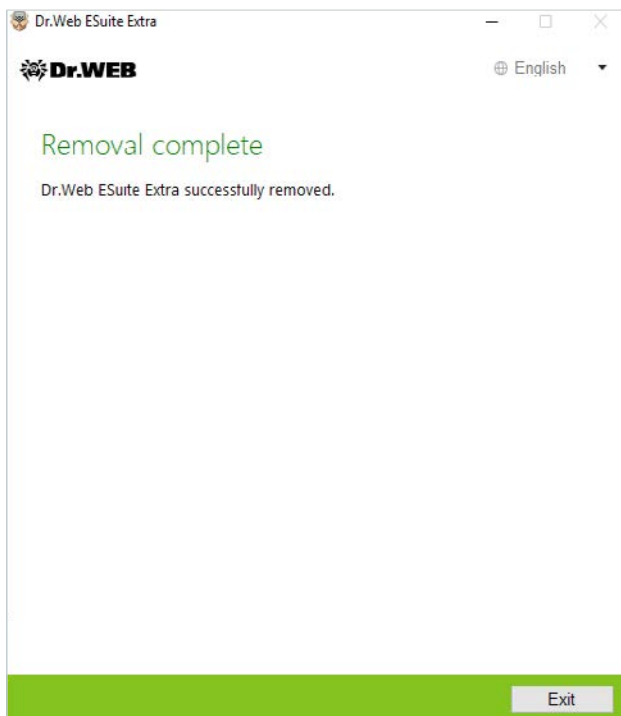 Dr.Web ESuite Extra
Dr.WEB
English
Removal complete
Dr.Web ESuite Extra successfully removed.
Exit